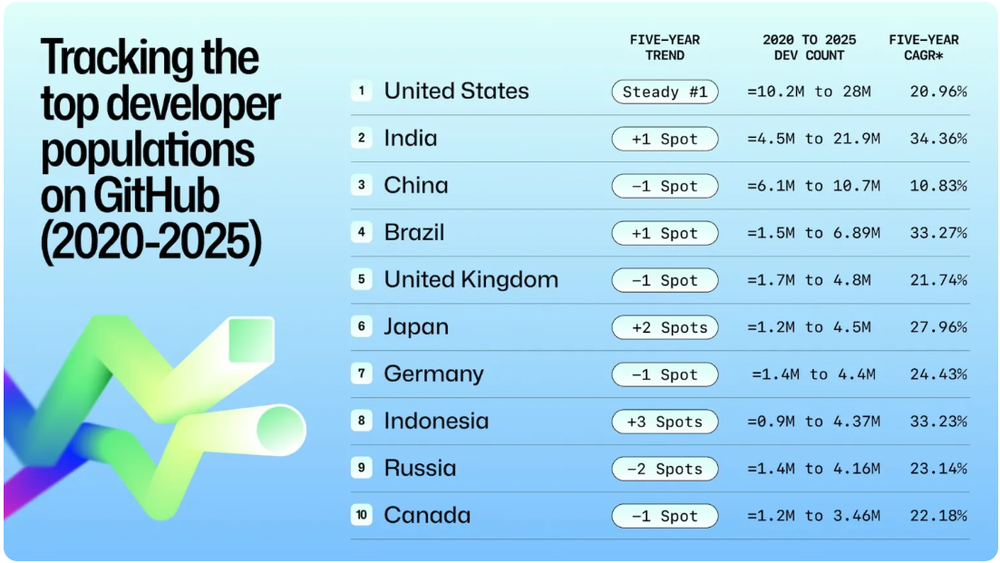 Tracking the
top developer
populations
on GitHub
(2020-2025)
FIVE–YEAR TREND
2020 TO 2025 DEV COUNT
FIVE–YEAR CAGR*
1 United States Steady #1 =10.2M to 28M 20.96%
2 India +1 Spot =4.5M to 21.9M 34.36%
3 China –1 Spot =6.1M to 10.7M 10.83%
4 Brazil +1 Spot =1.5M to 6.89M 33.27%
5 United Kingdom –1 Spot =1.7M to 4.8M 21.74%
6 Japan +2 Spots =1.2M to 4.5M 27.96%
7 Germany –1 Spot =1.4M to 4.4M 24.43%
8 Indonesia +3 Spots =0.9M to 4.37M 33.23%
9 Russia –2 Spots =1.4M to 4.16M 23.14%
10 Canada –1 Spot =1.2M to 3.46M 22.18%